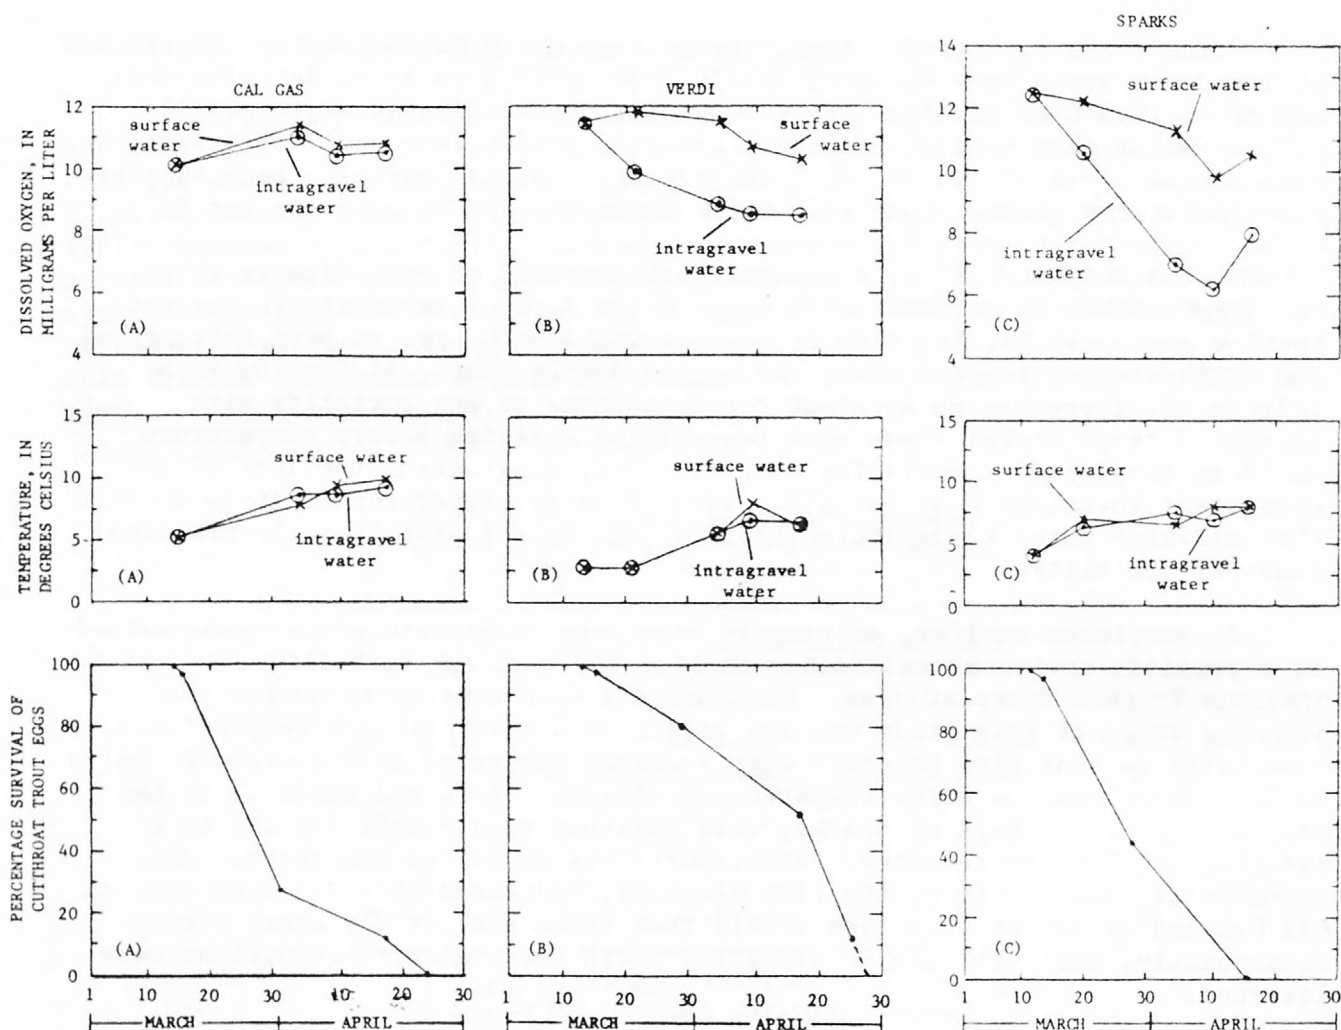 SPARKS
CAL GAS
VERDI
DISSOLVED OXYGEN, IN
MILLIGRAMS PER LITER
12
10
8
6
4
surface
water
intragravel
water
(A)
12
10
8
6
4
surface
water
intragravel
water
(B)
14
12
10
8
6
4
surface water
intragravel
water
(C)
TEMPERATURE, IN
DEGREES CELSIUS
15
10
5
0
surface water
intragravel
water
(A)
15
10
5
0
surface water
intragravel
water
(B)
15
10
5
0
surface water
intragravel
water
(C)
PERCENTAGE SURVIVAL OF
CUTTHROAT TROUT EGGS
100
80
60
40
20
0
(A)
1 10 20 30 10 20 30
MARCH APRIL
100
80
60
40
20
0
(B)
1 10 20 30 10 20 30
MARCH APRIL
100
80
60
40
20
0
(C)
1 10 20 30 10 20 30
MARCH APRIL